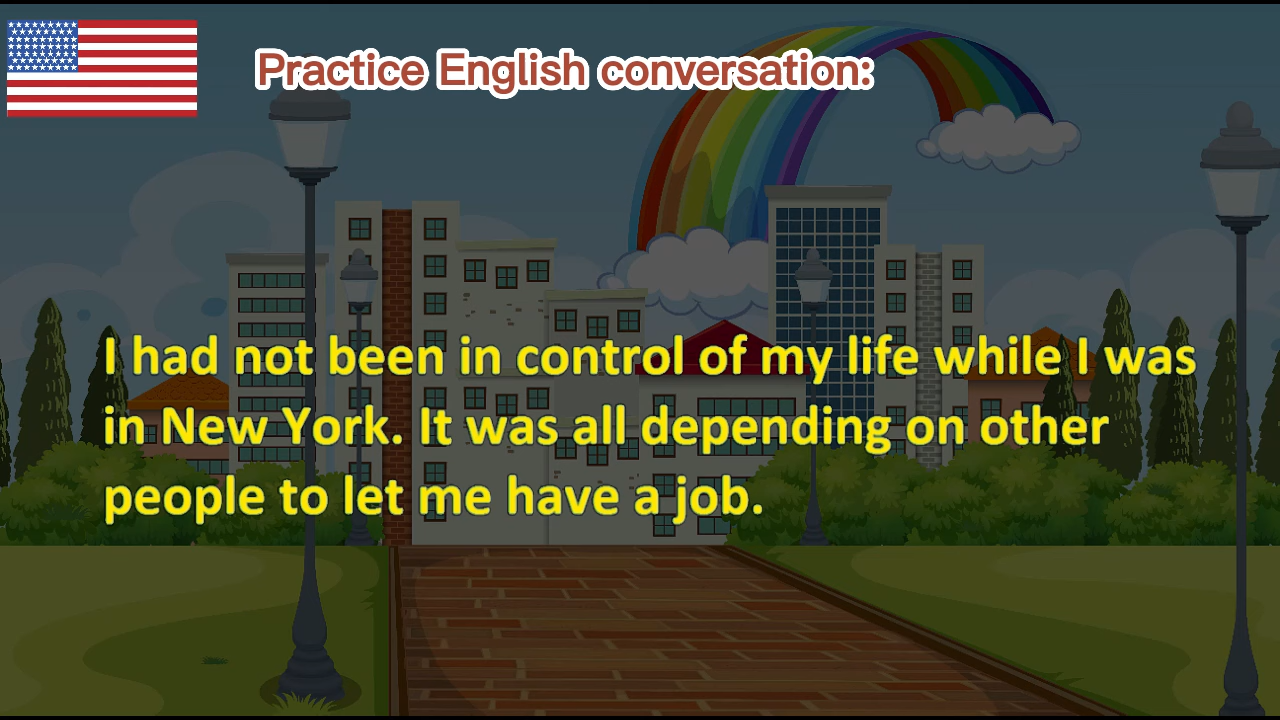 Practice English conversation:
I had not been in control of my life while I was
in New York. It was all depending on other
people to let me have a job.